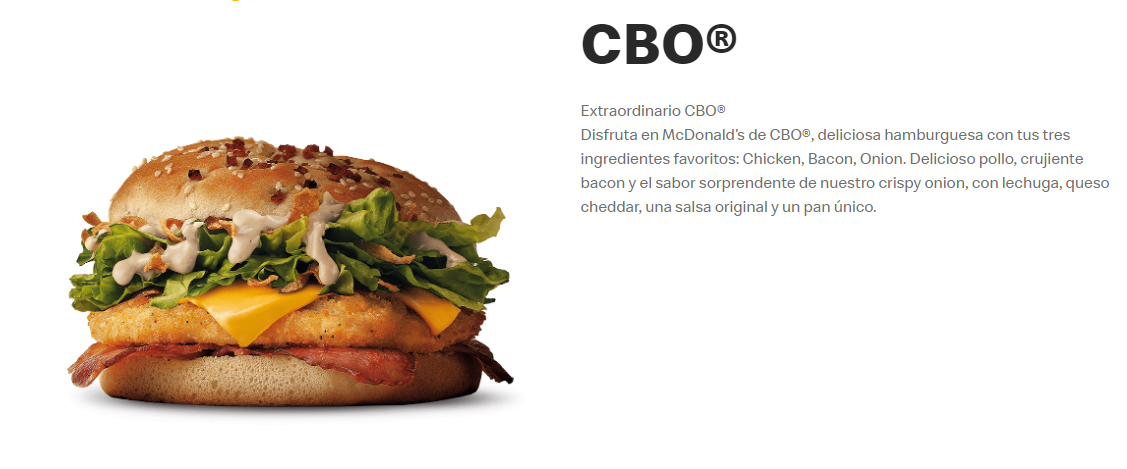 CBO®
Extraordinario CBO®
Disfruta en McDonald's de CBO®, deliciosa hamburguesa con tus tres
ingredientes favoritos: Chicken, Bacon, Onion. Delicioso pollo, crujiente
bacon y el sabor sorprendente de nuestro crispy onion, con lechuga, queso
cheddar, una salsa original y un pan único.